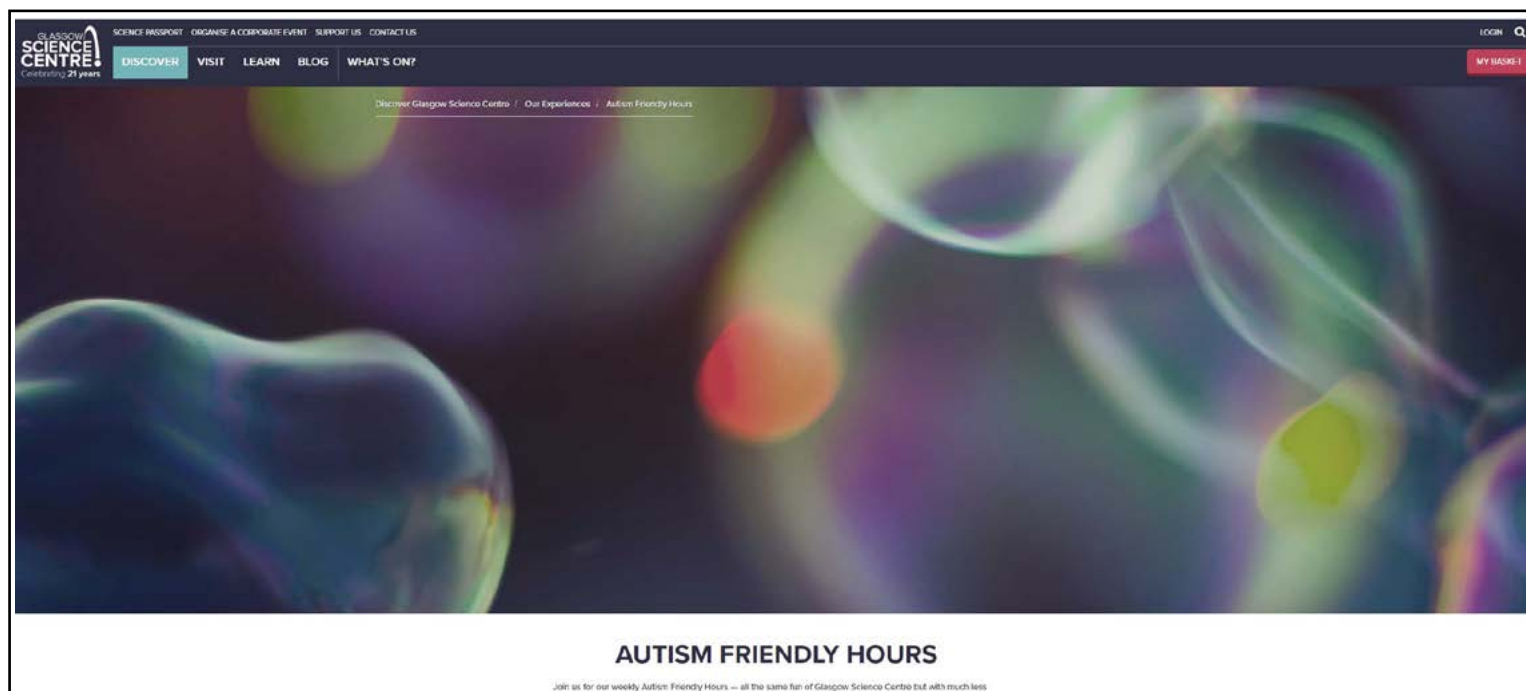 GLASGOW
SCIENCE
CENTRE!
Celebrating 21 years
SCIENCE PASSPORT ORGANISE A CORPORATE EVENT SUPPORT US CONTACT US
LOGIN
DISCOVER VISIT LEARN BLOG WHAT'S ON?
MY BASKET
Discover Glasgow Science Centre / Our Experiences / Autism Friendly Hours
AUTISM FRIENDLY HOURS
Join us for our weekly Autism Friendly Hours — all the same fun of Glasgow Science Centre but with much less